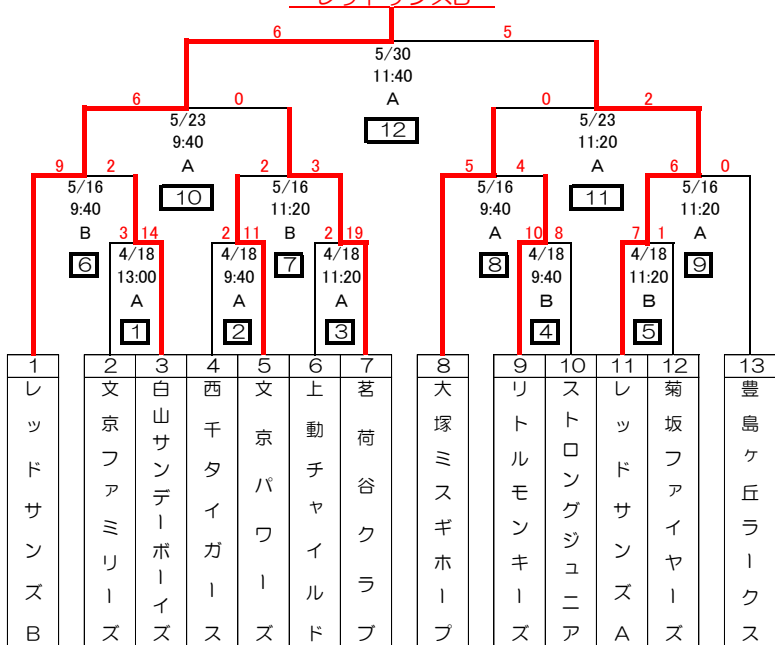 レッドサンズB
6 5
5/30
11:40
A
12
6 0
5/23
9:40
A
10
0 2
5/23
11:20
A
11
9 2
5/16
9:40
B
6
2 3
5/16
11:20
B
7
5 4
5/16
9:40
A
8
6 0
5/16
11:20
A
9
3 14
4/18
13:00
A
1
2 11
4/18
9:40
A
2
2 19
4/18
11:20
A
3
10 8
4/18
9:40
B
4
7 1
4/18
11:20
B
5
1 2 3 4 5 6 7 8 9 10 11 12 13
レッドサンズB
文京ファミリーズ
白山サンデーボーイズ
西千タイガース
文京パワーズ
上動チャイルド
茗荷谷クラブ
大塚ミスギホープ
リトルモンキーズ
ストロングジュニア
レッドサンズA
菊坂ファイヤーズ
豊島ヶ丘ラークス